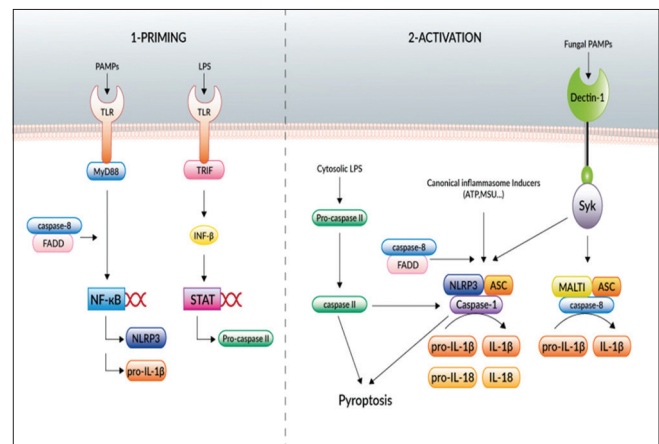 1-PRIMING
PAMPs
LPS
TLR
TLR
MyD88
TRIF
caspase-8
FADD
INF-β
NF-κB
STAT
NLRP3
Pro-caspase II
pro-IL-1β
2-ACTIVATION
Fungal PAMPs
Dectin-1
Cytosolic LPS
Canonical inflammasome Inducers
(ATP,MSU...)
Syk
Pro-caspase II
caspase-8
FADD
NLRP3
ASC
MALTI
ASC
caspase II
Caspase-1
caspase-8
pro-IL-1β
IL-1β
pro-IL-1β
IL-1β
pro-IL-18
IL-18
Pyroptosis